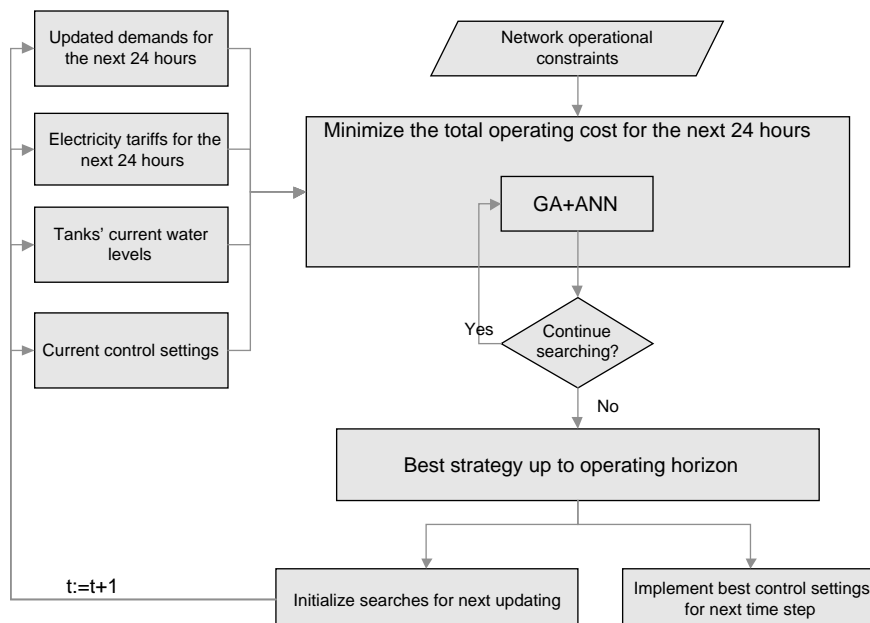 Updated demands for
the next 24 hours
Electricity tariffs for the
next 24 hours
Tanks’ current water
levels
Current control settings
Network operational
constraints
Minimize the total operating cost for the next 24 hours
GA+ANN
Continue
searching?
Yes
No
Best strategy up to operating horizon
t:=t+1
Initialize searches for next updating
Implement best control settings
for next time step